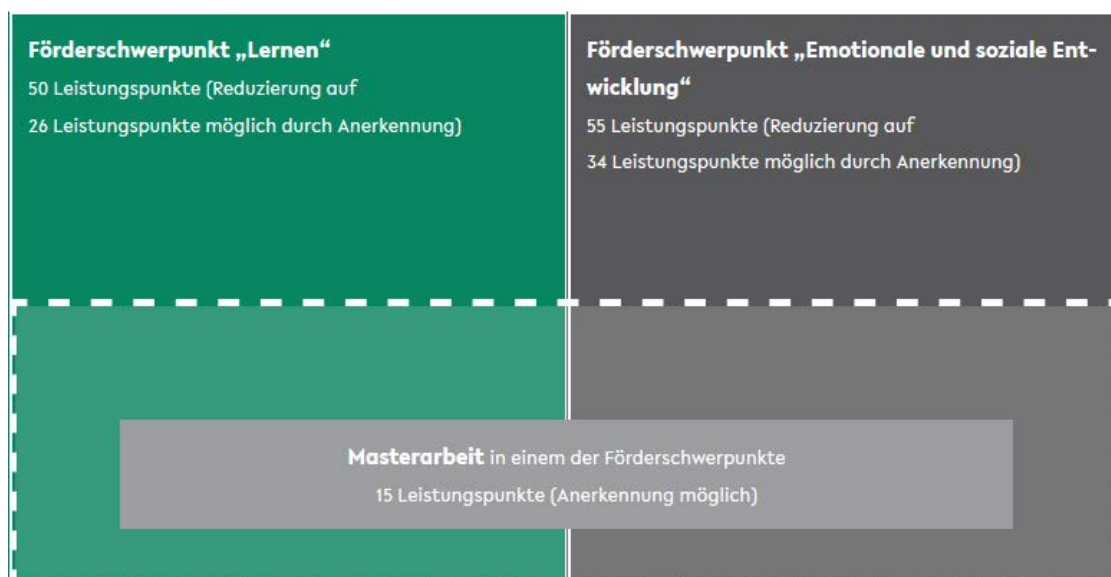 Förderschwerpunkt „Lernen“
50 Leistungspunkte (Reduzierung auf
26 Leistungspunkte möglich durch Anerkennung)
Förderschwerpunkt „Emotionale und soziale Ent-
wicklung“
55 Leistungspunkte (Reduzierung auf
34 Leistungspunkte möglich durch Anerkennung)
Masterarbeit in einem der Förderschwerpunkte
15 Leistungspunkte (Anerkennung möglich)